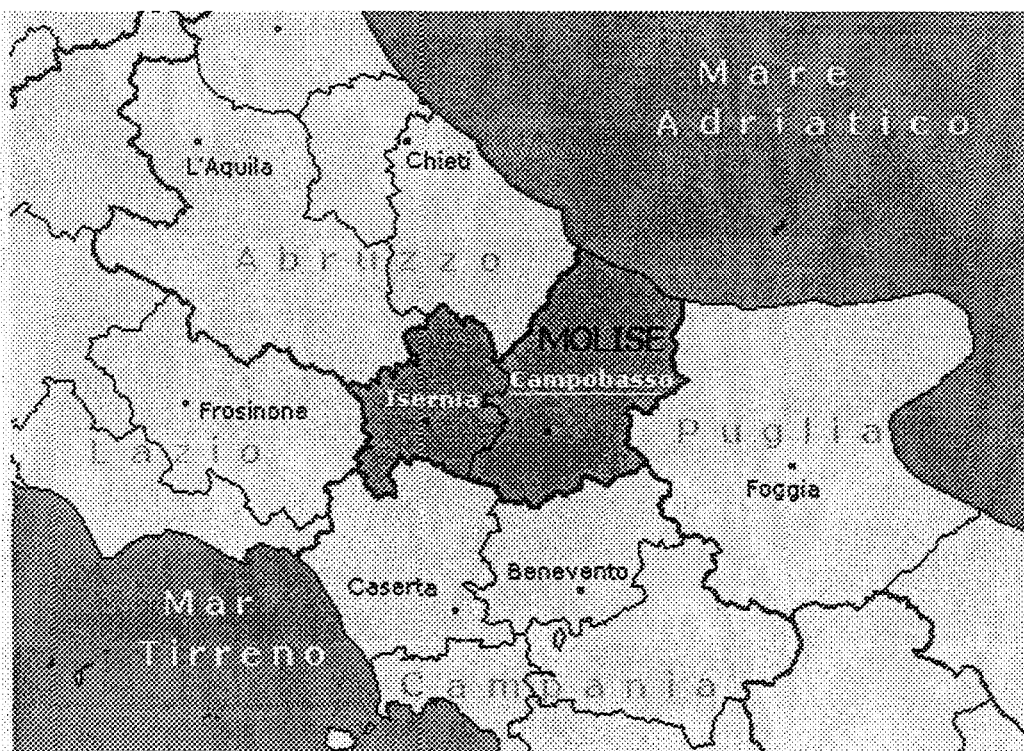 Mare
Adriatico
L'Aquila
Chieti
Abruzzo
MOLISE
Campobasso
Isernia
Frosinone
Lazio
Puglia
Foggia
Caserta
Benevento
Mar
Tirreno
Campania